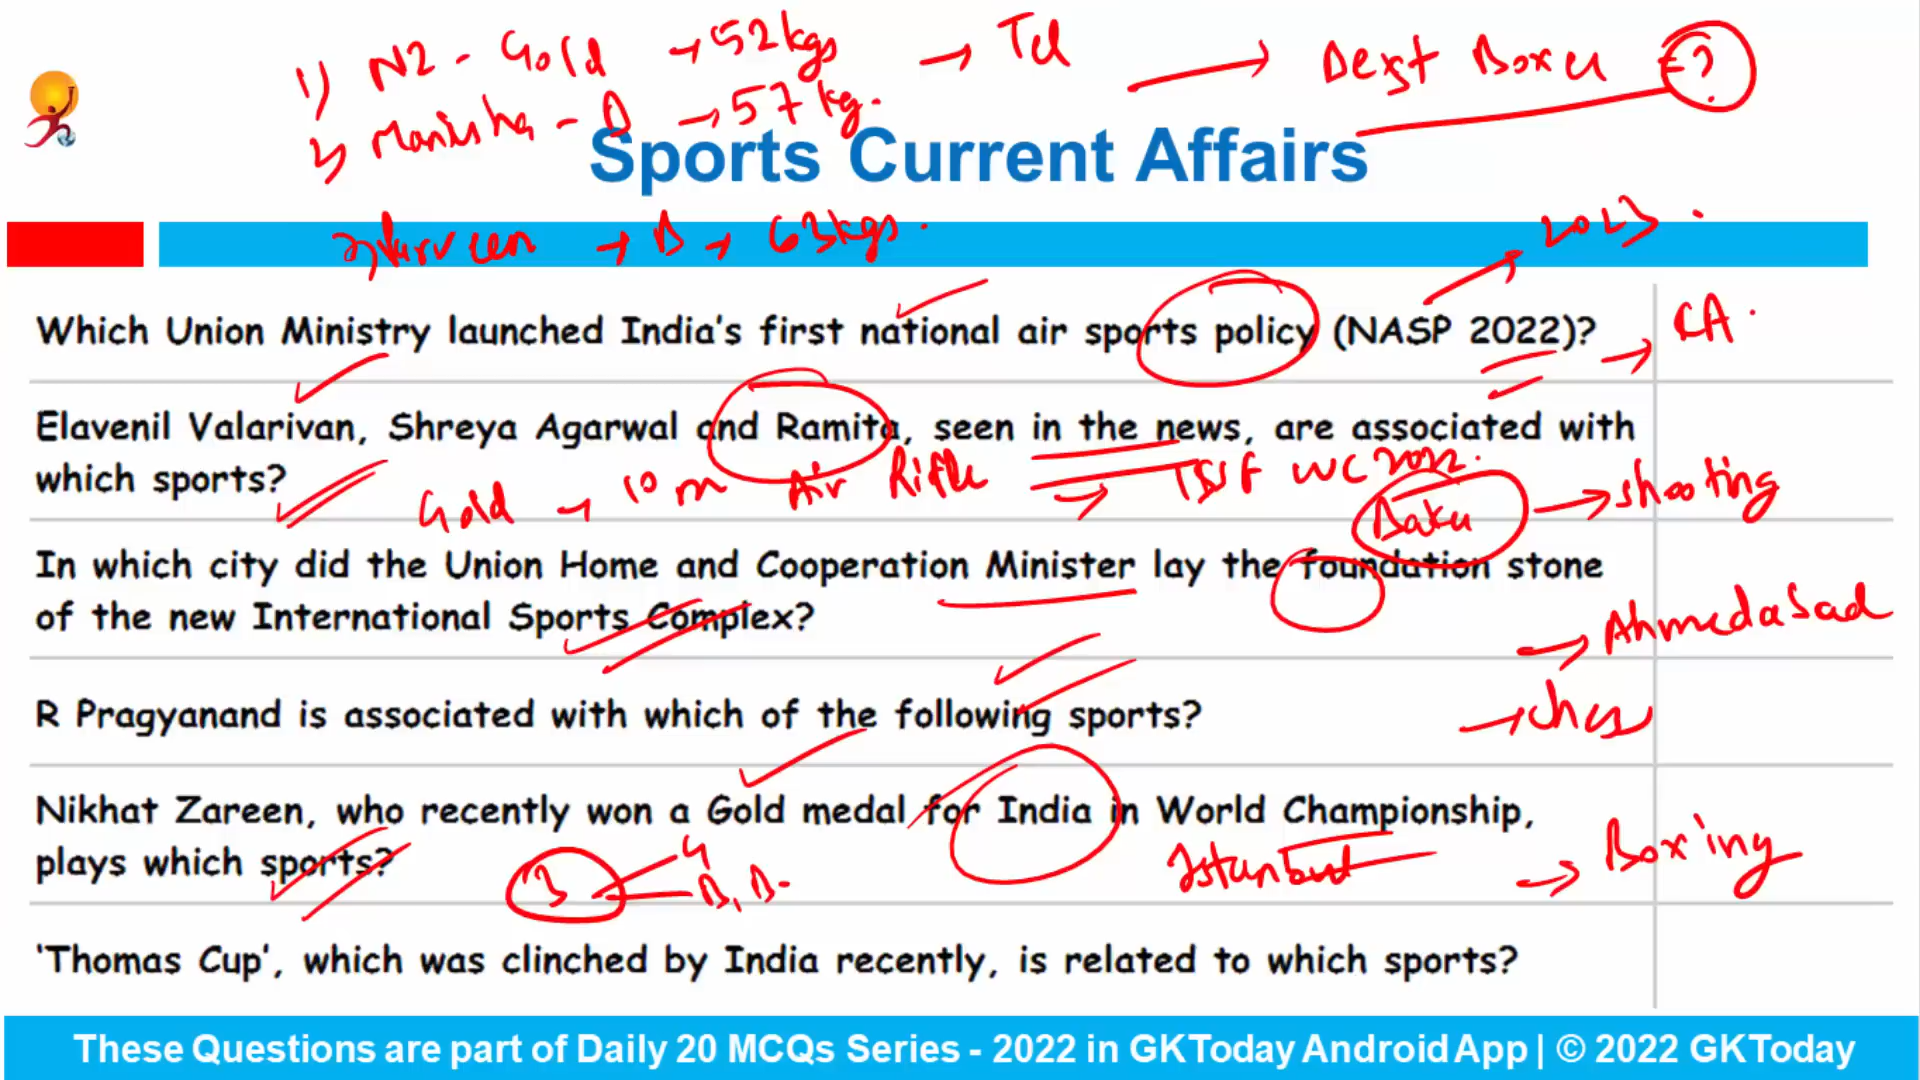 1) NZ - Gold → 52kgs → Tel → Best Boxer = ?
2) Manisha - B → 57 kg.
Sports Current Affairs
3) Parveen → B → 63kgs.
→ 2023.
Which Union Ministry launched India's first national air sports policy (NASP 2022)? → CA.
Elavenil Valarivan, Shreya Agarwal and Ramita, seen in the news, are associated with
which sports?
Gold → 10 m Air Rifle → ISSF WC 2022.
Baku → shooting
In which city did the Union Home and Cooperation Minister lay the foundation stone
of the new International Sports Complex?
→ Ahmedabad
R Pragyanand is associated with which of the following sports? → chess
Nikhat Zareen, who recently won a Gold medal for India in World Championship,
plays which sports?
3 G
B, B.
Istanbul → Boxing
'Thomas Cup', which was clinched by India recently, is related to which sports?
These Questions are part of Daily 20 MCQs Series - 2022 in GKToday Android App | © 2022 GKToday